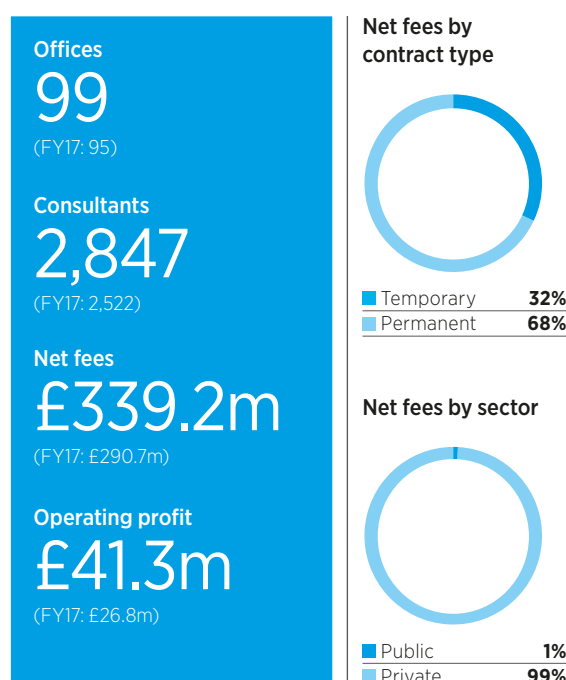 Offices
99
(FY17: 95)
Consultants
2,847
(FY17: 2,522)
Net fees
£339.2m
(FY17: £290.7m)
Operating profit
£41.3m
(FY17: £26.8m)
Net fees by
contract type
Temporary 32%
Permanent 68%
Net fees by sector
Public 1%
Private 99%